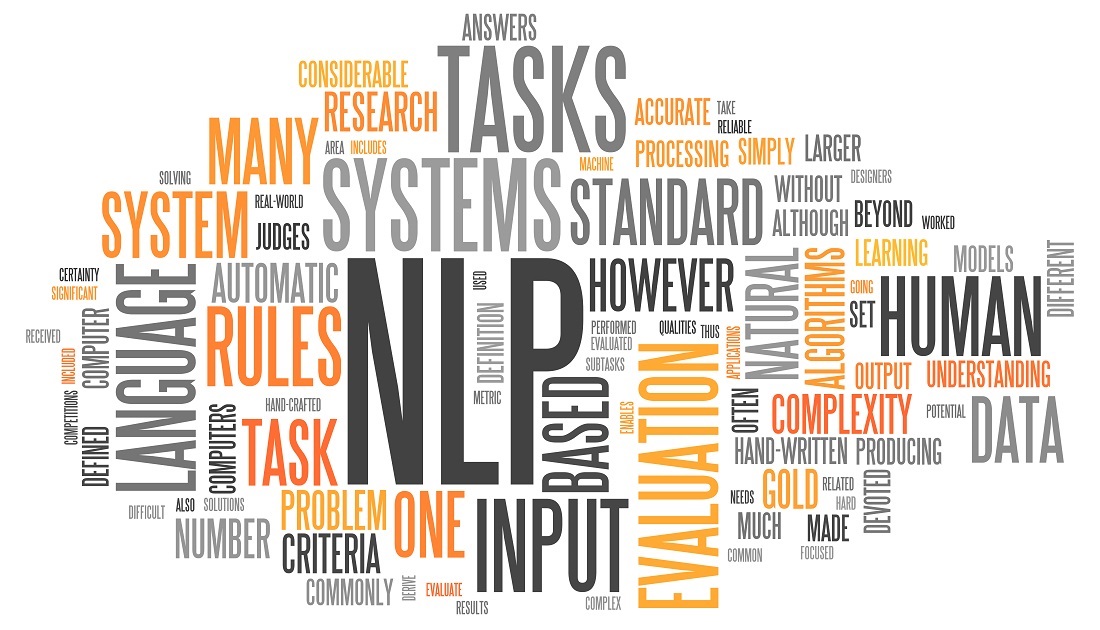 ANSWERS
TASKS
CONSIDERABLE
RESEARCH
ACCURATE
TAKE
RELIABLE
MANY
AREA
INCLUDES
MACHINE
PROCESSING
SIMPLY
LARGER
SYSTEMS
SOLVING
REAL-WORLD
STANDARD
WITHOUT
DESIGNERS
SYSTEM
JUDGES
ALTHOUGH
BEYOND
WORKED
CERTAINTY
SIGNIFICANT
LANGUAGE
AUTOMATIC
NLP
USED
HOWEVER
NATURAL
ALGORITHMS
LEARNING
MODELS
DIFFERENT
GOING
SET
HUMAN
RECEIVED
COMPUTER
INCLUDED
RULES
DEFINITION
PERFORMED
EVALUATED
QUALITIES
THUS
SUBTASKS
APPLICATIONS
OUTPUT
UNDERSTANDING
COMPETITIONS
DEFINED
COMPUTERS
HAND-CRAFTED
METRIC
BASED
ENABLES
EVALUATION
OFTEN
COMPLEXITY
POTENTIAL
DATA
TASK
HAND-WRITTEN
PRODUCING
DIFFICULT
ALSO
SOLUTIONS
PROBLEM
ONE
INPUT
NEEDS
GOLD
RELATED
HARD
DEVOTED
NUMBER
CRITERIA
MUCH
MADE
COMMON
FOCUSED
COMMONLY
DERIVE
EVALUATE
RESULTS
COMPLEX